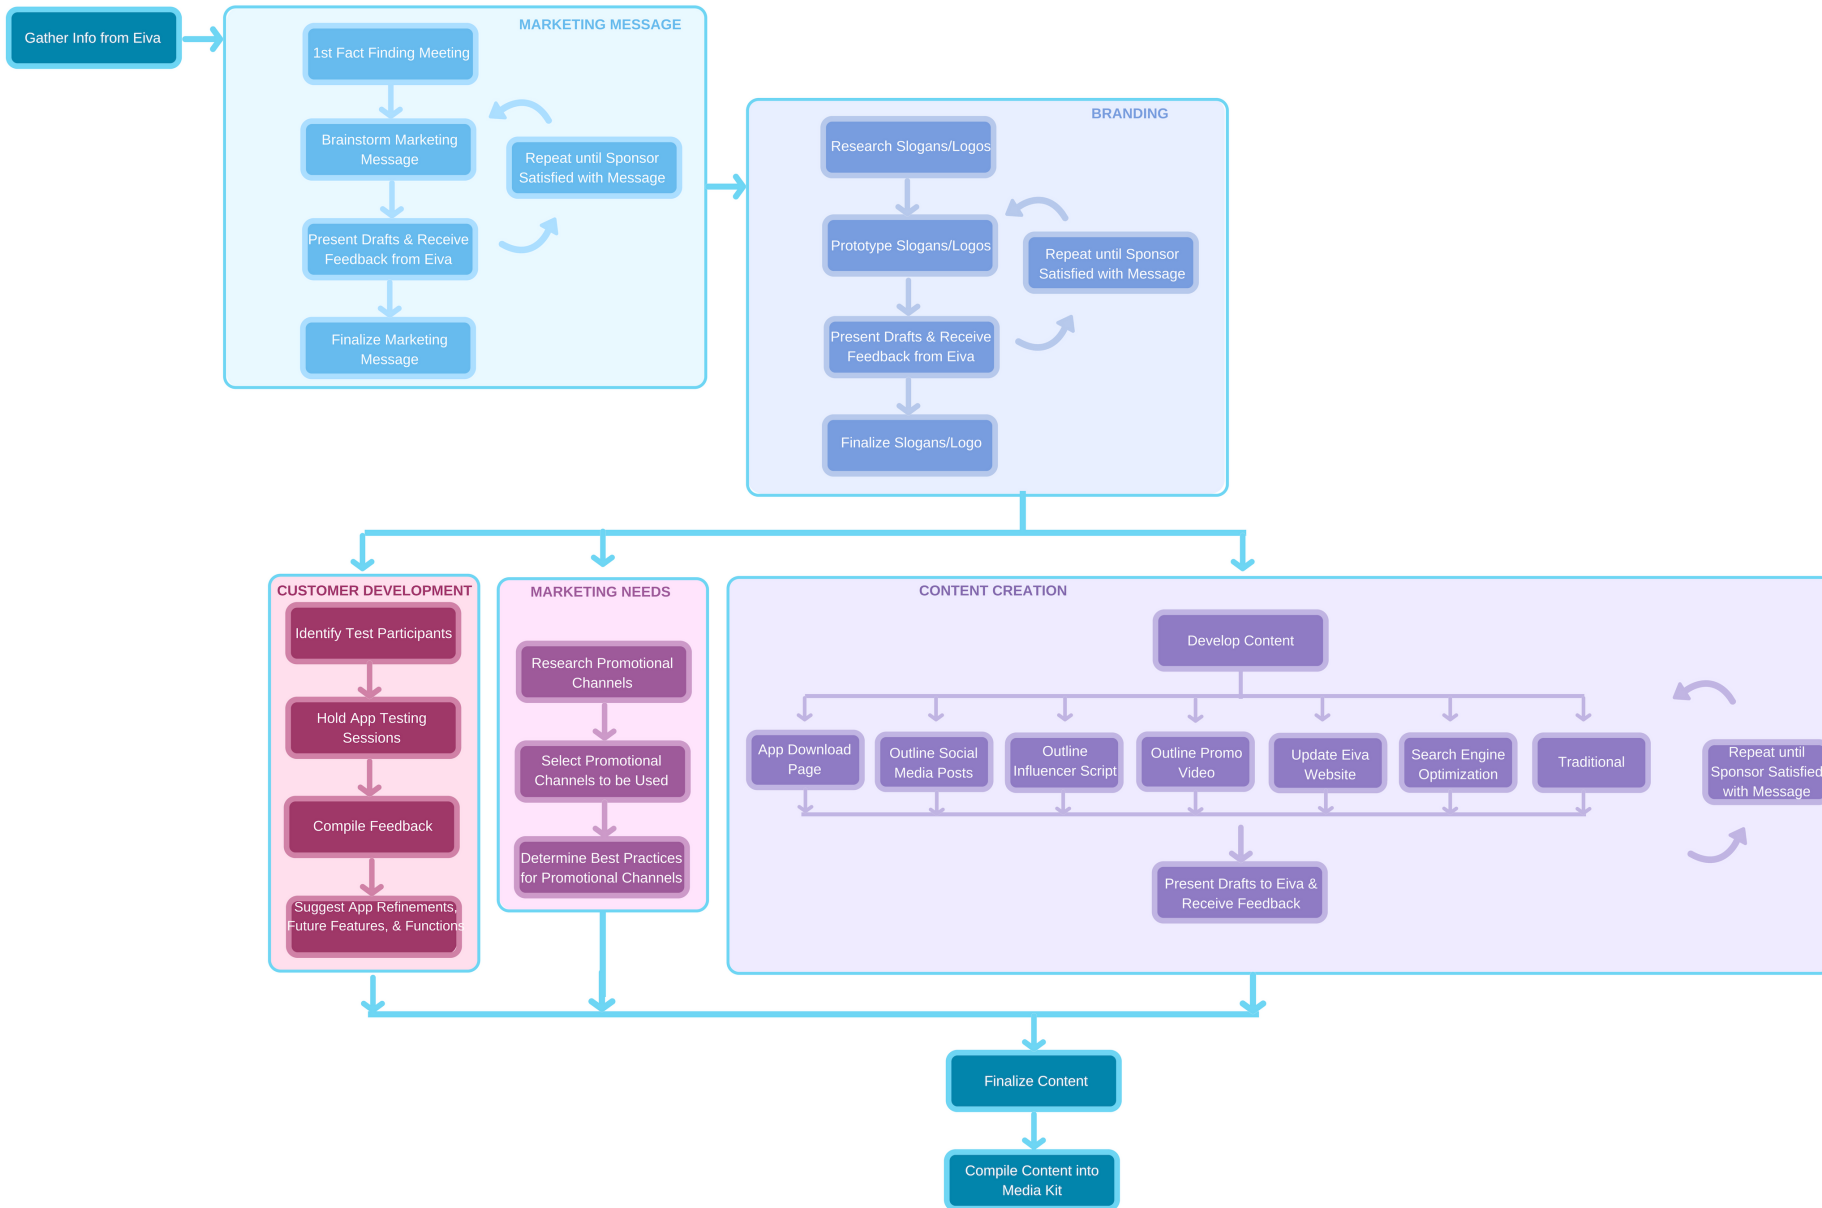 Gather Info from Eiva
MARKETING MESSAGE
1st Fact Finding Meeting
Brainstorm Marketing
Message
Repeat until Sponsor
Satisfied with Message
Present Drafts & Receive
Feedback from Eiva
Finalize Marketing
Message
BRANDING
Research Slogans/Logos
Prototype Slogans/Logos
Repeat until Sponsor
Satisfied with Message
Present Drafts & Receive
Feedback from Eiva
Finalize Slogans/Logo
CUSTOMER DEVELOPMENT
Identify Test Participants
Hold App Testing
Sessions
Compile Feedback
Suggest App Refinements,
Future Features, & Functions
MARKETING NEEDS
Research Promotional
Channels
Select Promotional
Channels to be Used
Determine Best Practices
for Promotional Channels
CONTENT CREATION
Develop Content
App Download
Page
Outline Social
Media Posts
Outline
Influencer Script
Outline Promo
Video
Update Eiva
Website
Search Engine
Optimization
Traditional
Repeat until
Sponsor Satisfied
with Message
Present Drafts to Eiva &
Receive Feedback
Finalize Content
Compile Content into
Media Kit